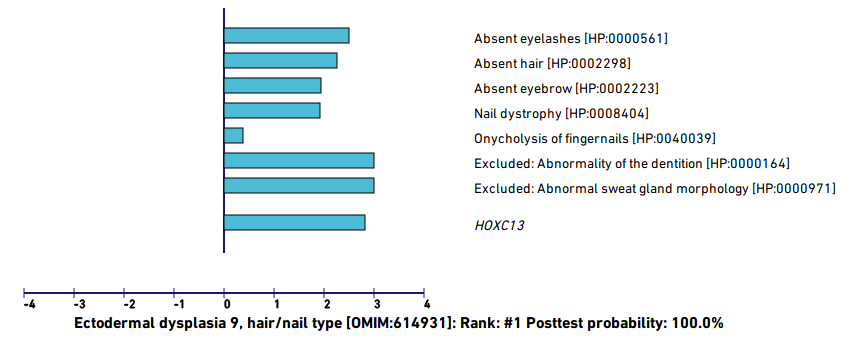 Absent eyelashes [HP:0000561]
Absent hair [HP:0002298]
Absent eyebrow [HP:0002223]
Nail dystrophy [HP:0008404]
Onycholysis of fingernails [HP:0040039]
Excluded: Abnormality of the dentition [HP:0000164]
Excluded: Abnormal sweat gland morphology [HP:0000971]
HOXC13
-4 -3 -2 -1 0 1 2 3 4
Ectodermal dysplasia 9, hair/nail type [OMIM:614931]: Rank: #1 Posttest probability: 100.0%